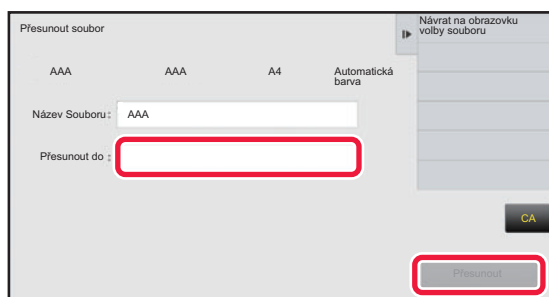 Přesunout soubor
Návrat na obrazovku
volby souboru
AAA AAA A4 Automatická
barva
Název Souboru: AAA
Přesunout do :
CA
Přesunout